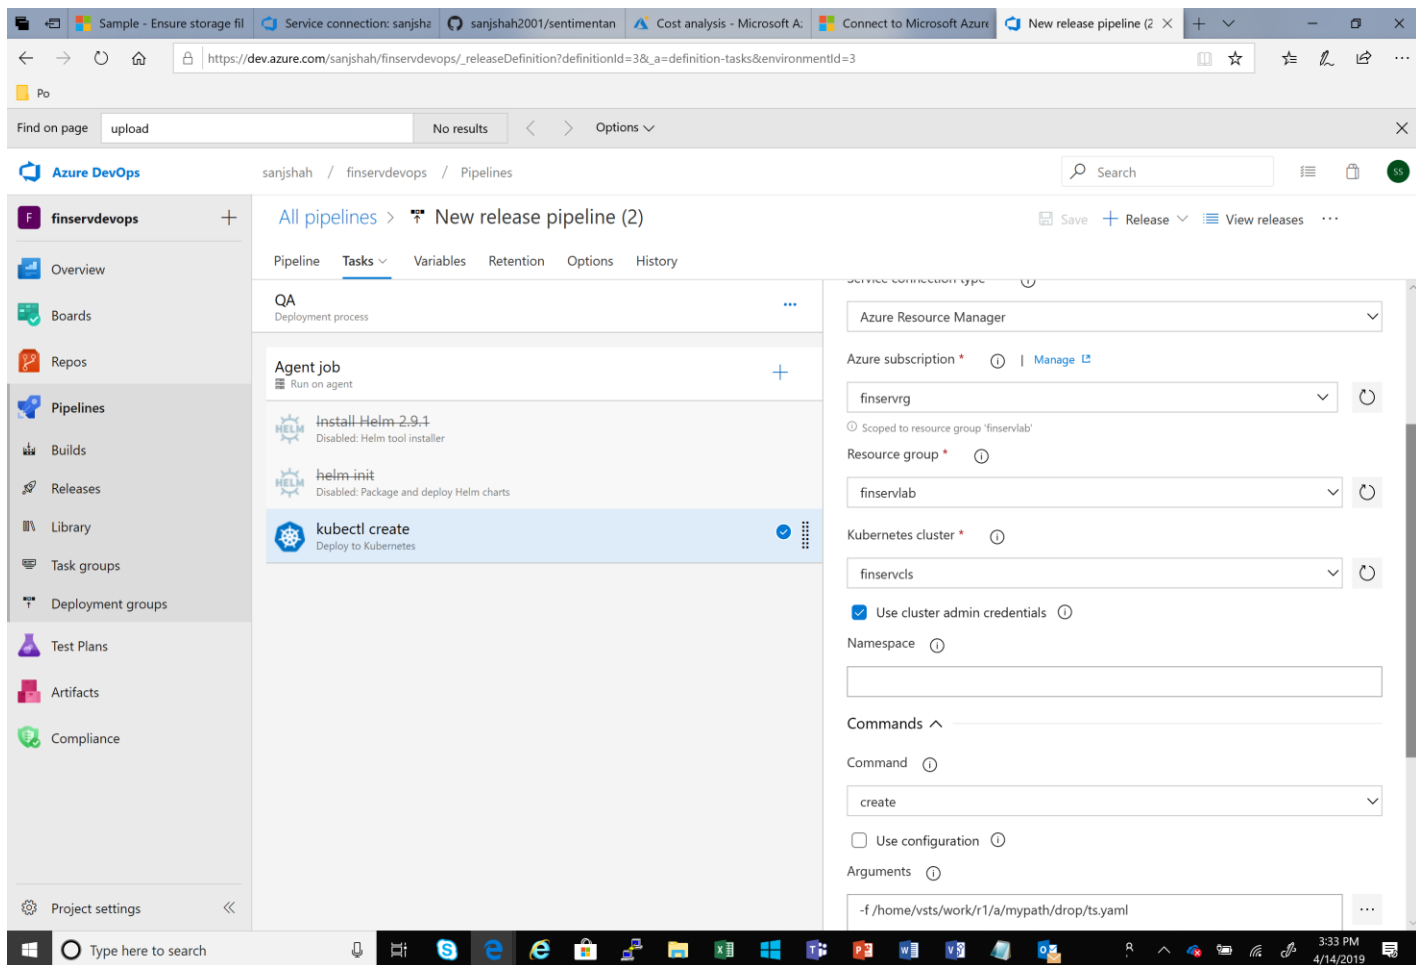 Sample - Ensure storage fil
Service connection: sanjsha
sanjshah2001/sentimentan
Cost analysis - Microsoft A
Connect to Microsoft Azure
New release pipeline (2
https://dev.azure.com/sanjshah/finservdevops/_releaseDefinition?definitionId=3&_a=definition-tasks&environmentId=3
Po
Find on page upload No results Options
Azure DevOps
sanjshah / finservdevops / Pipelines
Search
SS
F finservdevops
All pipelines > New release pipeline (2)
Save Release View releases
Overview
Boards
Repos
Pipelines
Builds
Releases
Library
Task groups
Deployment groups
Test Plans
Artifacts
Compliance
Project settings
Pipeline Tasks Variables Retention Options History
QA
Deployment process
Agent job
Run on agent
HELM Install Helm 2.9.1
Disabled: Helm tool installer
HELM helm init
Disabled: Package and deploy Helm charts
kubectl create
Deploy to Kubernetes
Service connection type
Azure Resource Manager
Azure subscription * | Manage
finservrg
Scoped to resource group 'finservlab'
Resource group *
finservlab
Kubernetes cluster *
finservcls
Use cluster admin credentials
Namespace
Commands
Command
create
Use configuration
Arguments
-f /home/vsts/work/r1/a/mypath/drop/ts.yaml
Type here to search
3:33 PM
4/14/2019